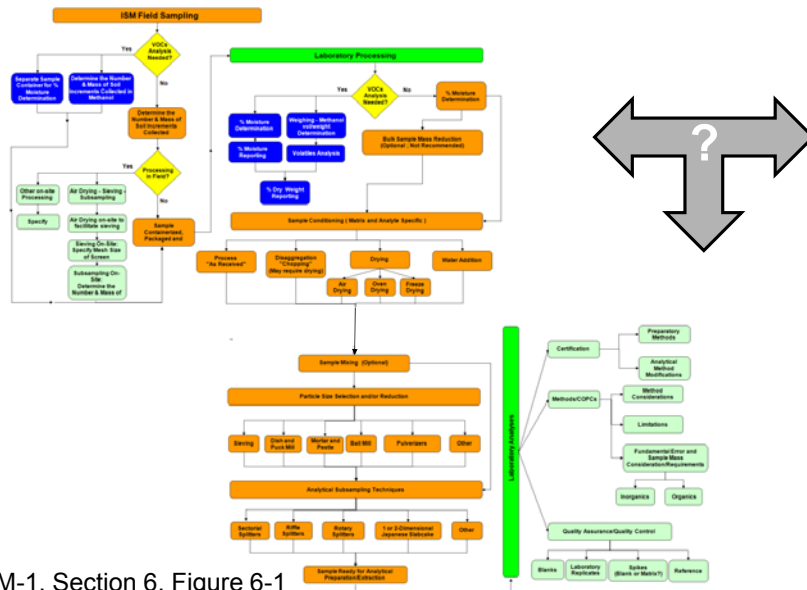 ISM Field Sampling
VOCs
Analysis
Needed?
Yes
No
Separate Sample
Container for %
Moisture
Determination
Determine the Number
& Mass of Soil
Increments Collected in
Methanol
Determine the
Number & Mass of
Soil Increments
Collected
Processing
in Field?
Yes
No
Other on-site
Processing
Specify
Air Drying - Sieving -
Subsampling
Air Drying on-site to
facilitate sieving
Sieving On-Site:
Specify Mesh Size
of Screen
Subsampling On-
Site:
Determine the
Number & Mass of
Sample
Containerized,
Packaged and
Laboratory Processing
VOCs
Analysis
Needed?
Yes
No
% Moisture
Determination
% Moisture
Determination
Weighing - Methanol
vol/weight
Determination
% Moisture
Reporting
Volatiles Analysis
% Dry Weight
Reporting
Bulk Sample Mass Reduction
(Optional , Not Recommended)
Sample Conditioning ( Matrix and Analyte Specific )
Process
"As Received"
Disaggregation
"Chopping"
(May require drying)
Drying
Water Addition
Air
Drying
Oven
Drying
Freeze
Drying
?
Sample Mixing (Optional)
Particle Size Selection and/or Reduction
Sieving
Dish and
Puck Mill
Mortar and
Pestle
Ball Mill
Pulverizers
Other
Analytical Subsampling Techniques
Sectorial
Splitters
Riffle
Splitters
Rotary
Splitters
1 or 2-Dimensional
Japanese Slabcake
Other
Sample Ready for Analytical
Preparation/Extraction
Laboratory Analyses
Certification
Preparatory
Methods
Analytical
Method
Modifications
Methods/COPCs
Method
Considerations
Limitations
Fundamental Error and
Sample Mass
Consideration/Requirements
Inorganics
Organics
Quality Assurance/Quality Control
Blanks
Laboratory
Replicates
Spikes
(Blank or Matrix?)
Reference
M-1, Section 6, Figure 6-1